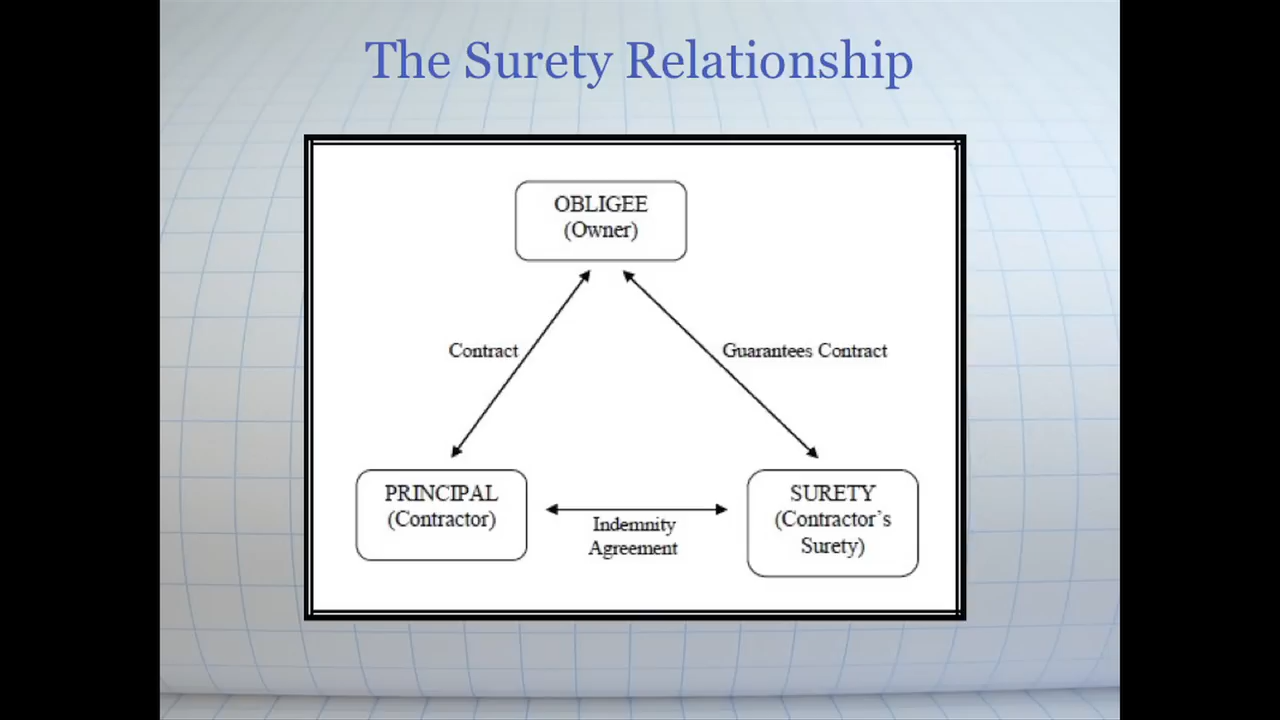 The Surety Relationship
OBLIGEE
(Owner)
Contract
Guarantees Contract
PRINCIPAL
(Contractor)
Indemnity
Agreement
SURETY
(Contractor's
Surety)